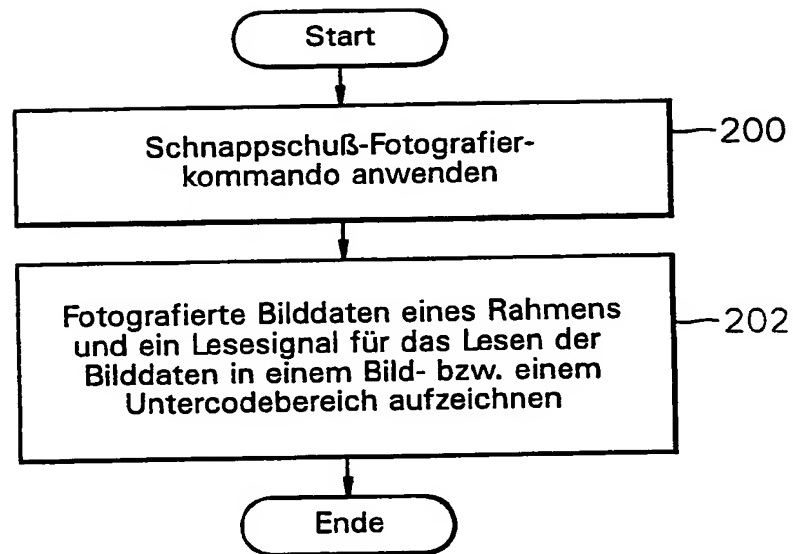 Start
Schnappschuß-Fotografier-
kommando anwenden
200
Fotografierte Bilddaten eines Rahmens
und ein Lesesignal für das Lesen der
Bilddaten in einem Bild- bzw. einem
Untercodebereich aufzeichnen
202
Ende